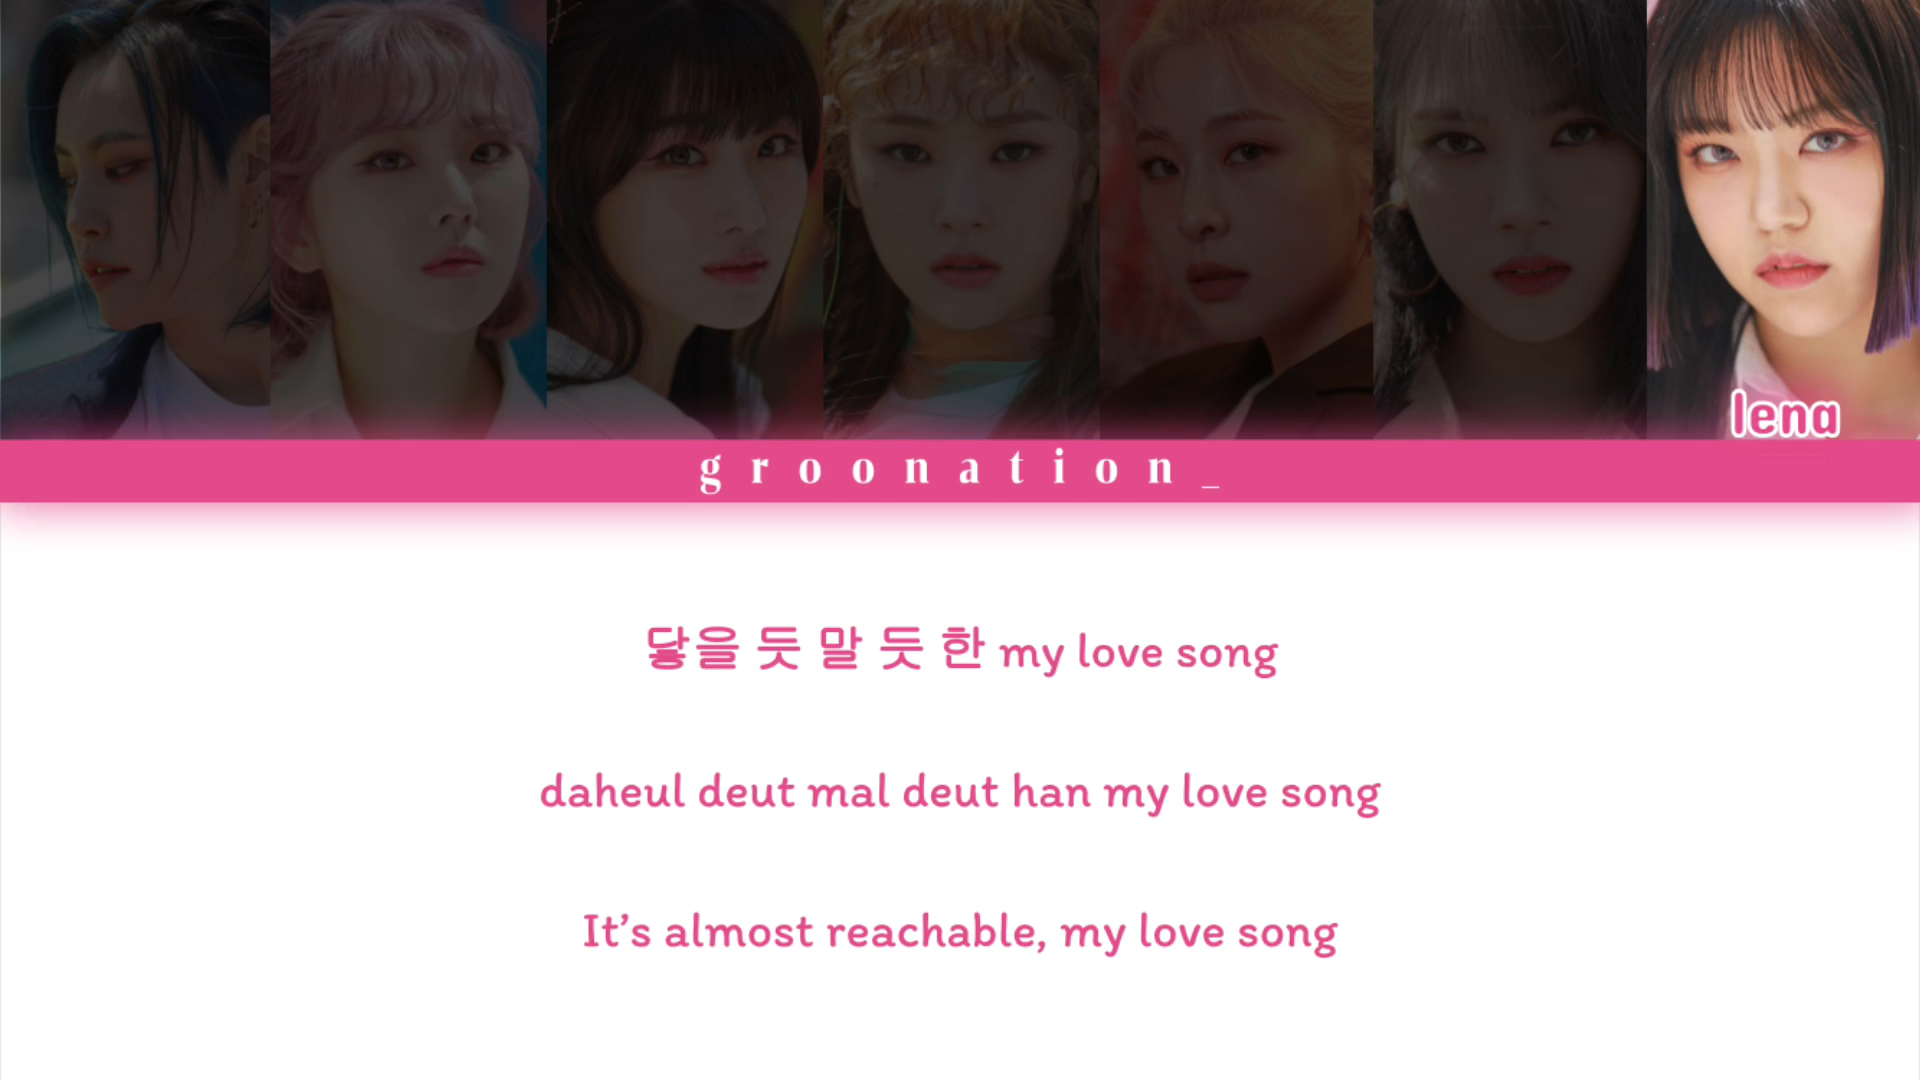 lena
groonation_
닿을 듯 말 듯 한 my love song
daheul deut mal deut han my love song
It’s almost reachable, my love song